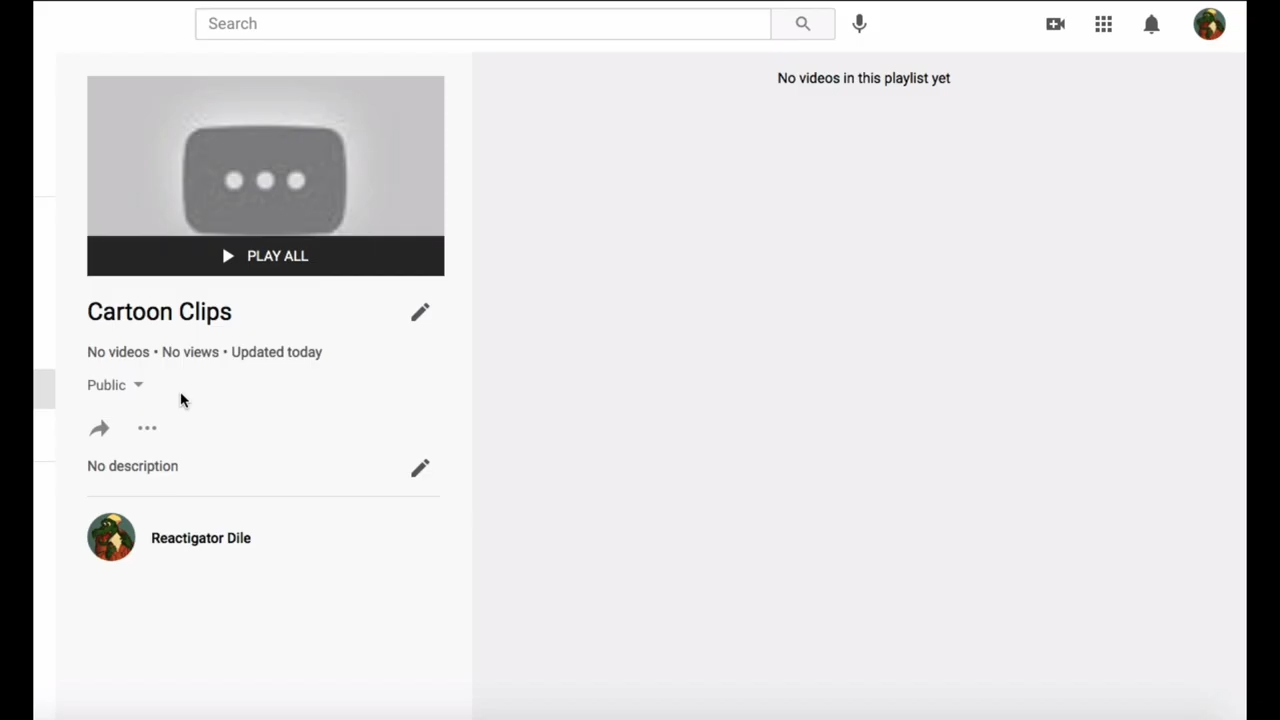 Search
No videos in this playlist yet
PLAY ALL
Cartoon Clips
No videos • No views • Updated today
Public
No description
Reactigator Dile